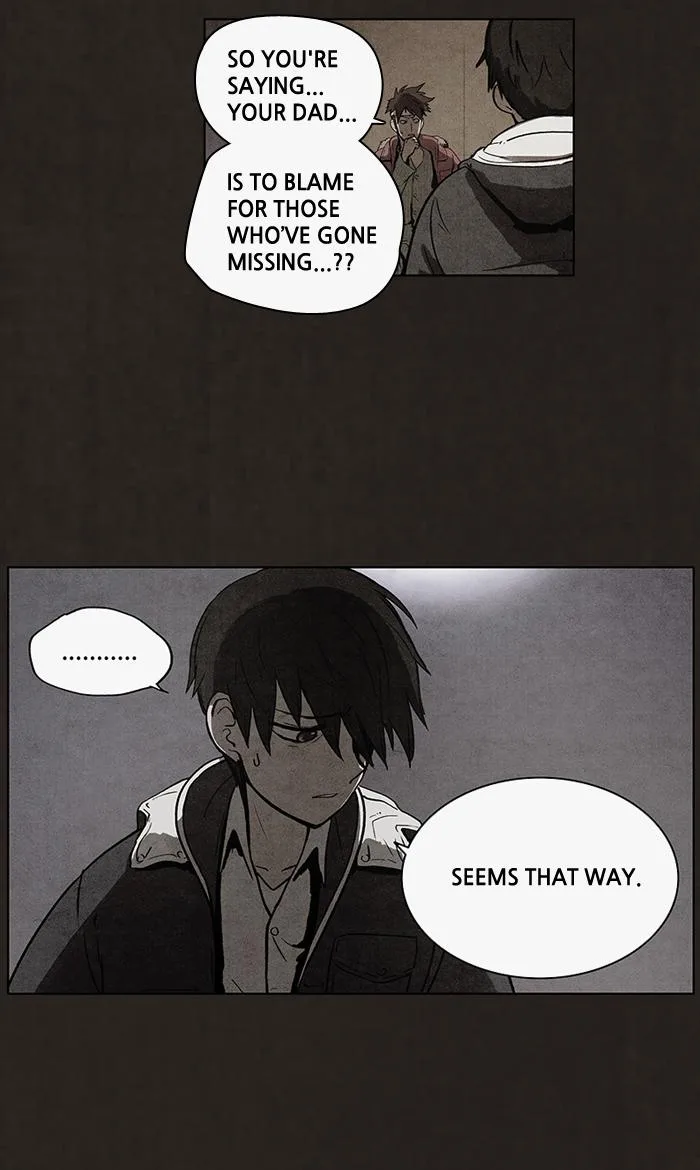 SO YOU'RE
SAYING...
YOUR DAD...
IS TO BLAME
FOR THOSE
WHO'VE GONE
MISSING...??
...........
SEEMS THAT WAY.